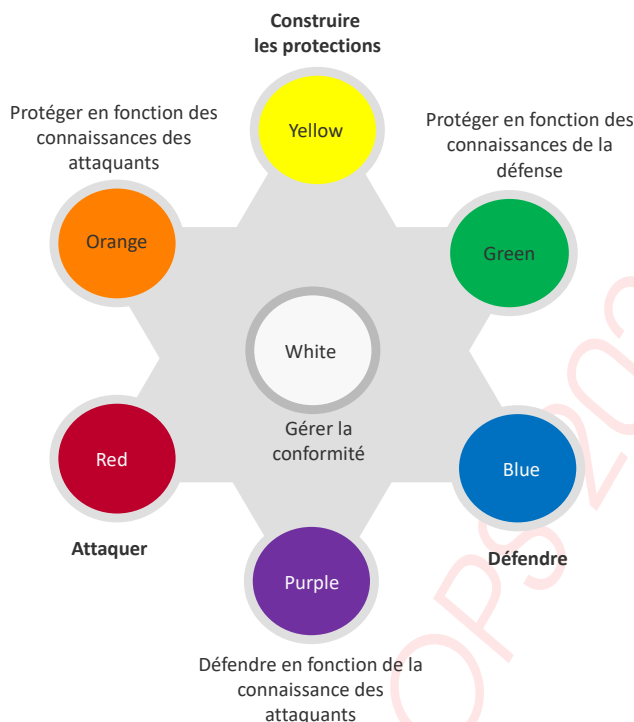 Construire
les protections
Yellow
Protéger en fonction des
connaissances des
attaquants
Protéger en fonction des
connaissances de la
défense
Orange
Green
White
Gérer la
conformité
Red
Blue
Attaquer
Défendre
Purple
Défendre en fonction de la
connaissance des
attaquants